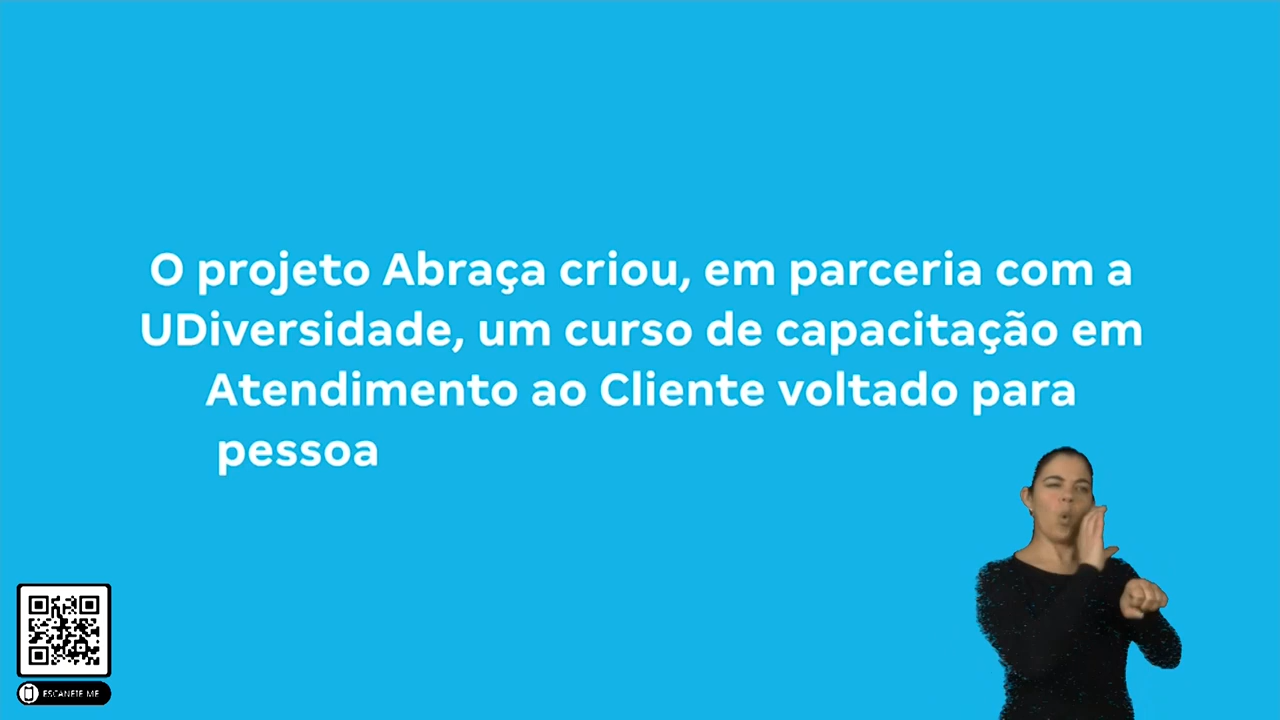 O projeto Abraça criou, em parceria com a
UDiversidade, um curso de capacitação em
Atendimento ao Cliente voltado para
pessoa
ESCANEIE ME